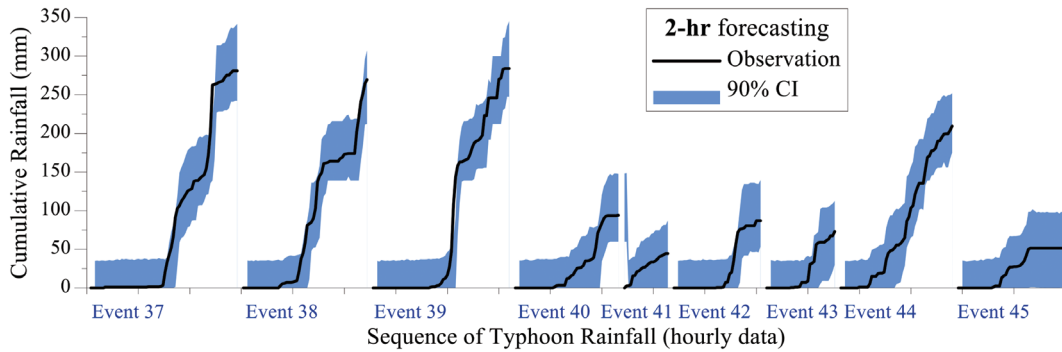 350
300
250
200
150
100
50
0
Cumulative Rainfall (mm)
2-hr forecasting
Observation
90% CI
Event 37 Event 38 Event 39 Event 40 Event 41 Event 42 Event 43 Event 44 Event 45
Sequence of Typhoon Rainfall (hourly data)